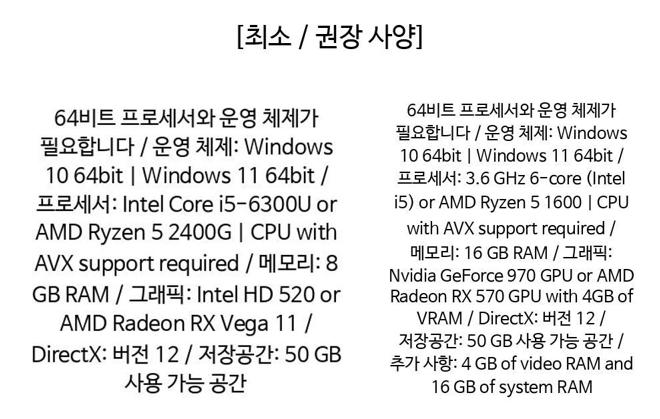 [최소 / 권장 사양]
64비트 프로세서와 운영 체제가
필요합니다 / 운영 체제: Windows
10 64bit | Windows 11 64bit /
프로세서: Intel Core i5-6300U or
AMD Ryzen 5 2400G | CPU with
AVX support required / 메모리: 8
GB RAM / 그래픽: Intel HD 520 or
AMD Radeon RX Vega 11 /
DirectX: 버전 12 / 저장공간: 50 GB
사용 가능 공간
64비트 프로세서와 운영 체제가
필요합니다 / 운영 체제: Windows
10 64bit | Windows 11 64bit /
프로세서: 3.6 GHz 6-core (Intel
i5) or AMD Ryzen 5 1600 | CPU
with AVX support required /
메모리: 16 GB RAM / 그래픽:
Nvidia GeForce 970 GPU or AMD
Radeon RX 570 GPU with 4GB of
VRAM / DirectX: 버전 12 /
저장공간: 50 GB 사용 가능 공간 /
추가 사항: 4 GB of video RAM and
16 GB of system RAM